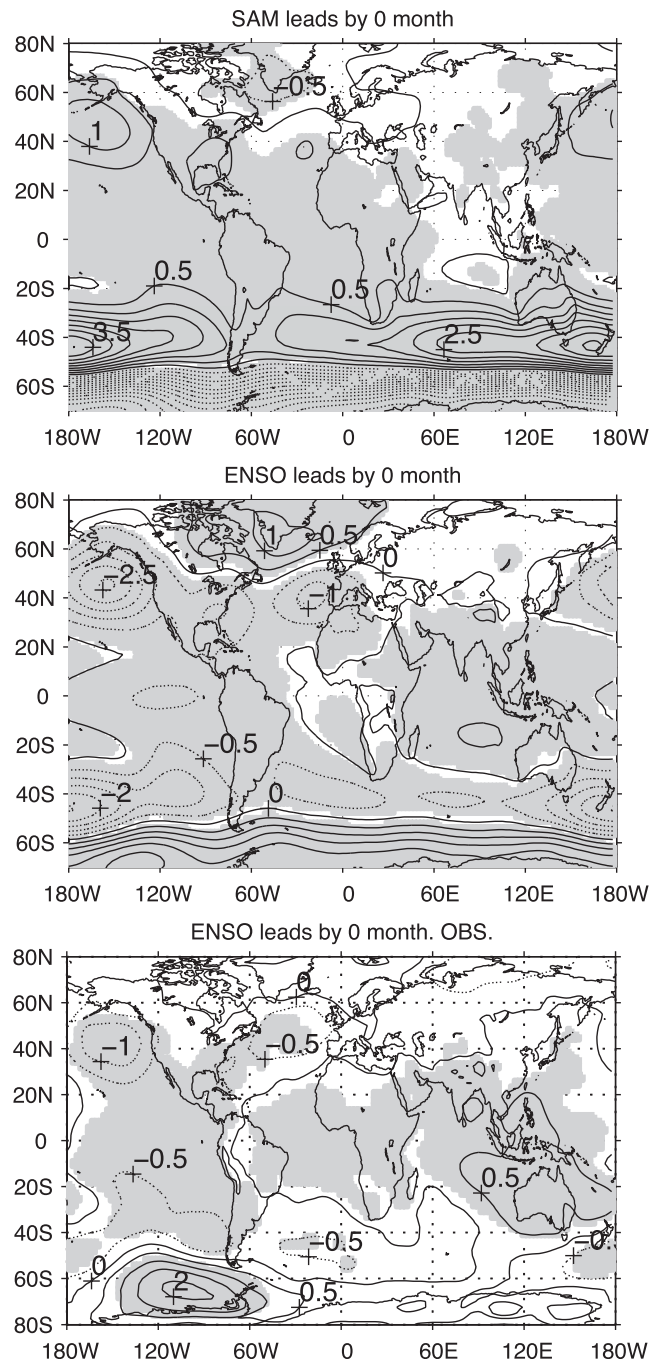 SAM leads by 0 month
80N
−0.5
60N
1
40N
20N
0
0.5
0.5
20S
3.5
2.5
40S
60S
180W 120W 60W 0 60E 120E 180W
ENSO leads by 0 month
80N
1
0.5
60N
0
−2.5
−1
40N
20N
0
−0.5
20S
−2
0
40S
60S
180W 120W 60W 0 60E 120E 180W
ENSO leads by 0 month. OBS.
80N
0
60N
−1
−0.5
40N
20N
0
−0.5
0.5
20S
40S
−0.5
−0.
0
60S
2
0.5
80S
180W 120W 60W 0 60E 120E 180W